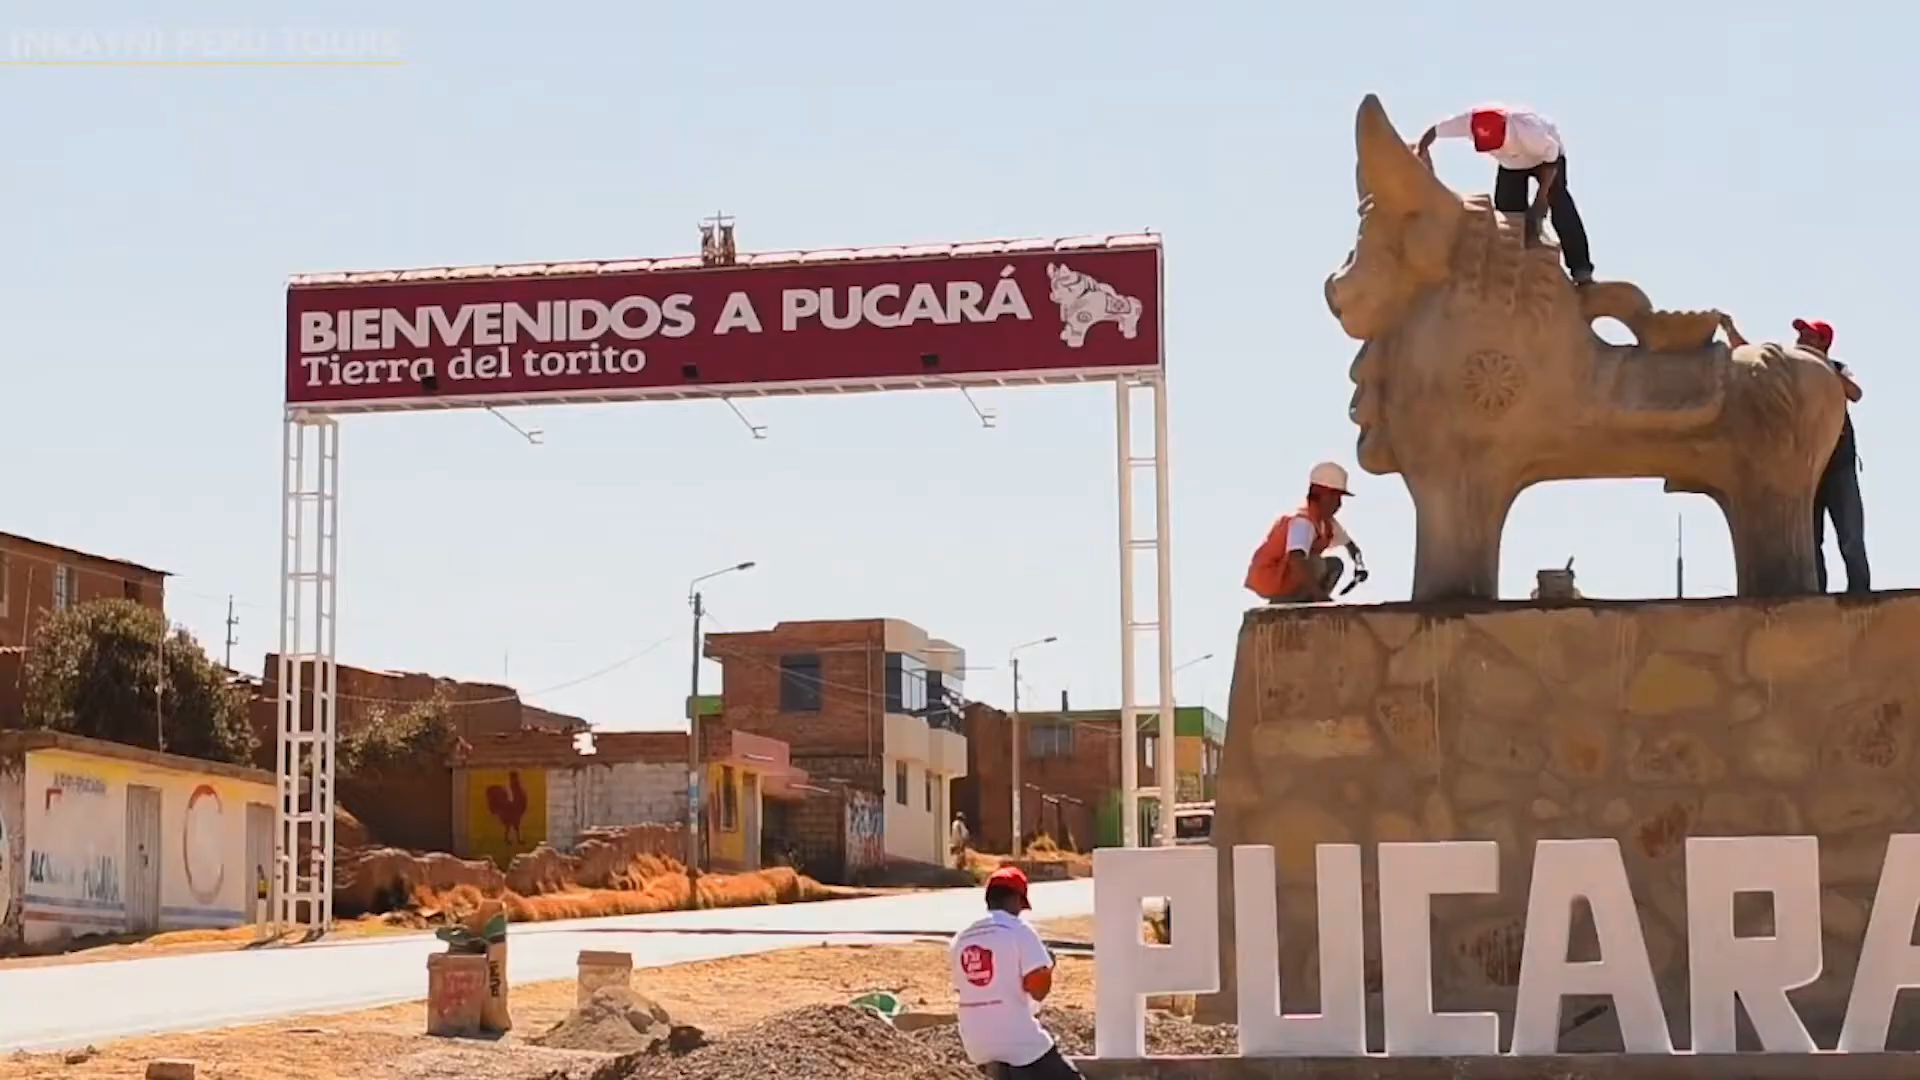 INKAYNI PERU TOURS
BIENVENIDOS A PUCARÁ
Tierra del torito
PUCARA